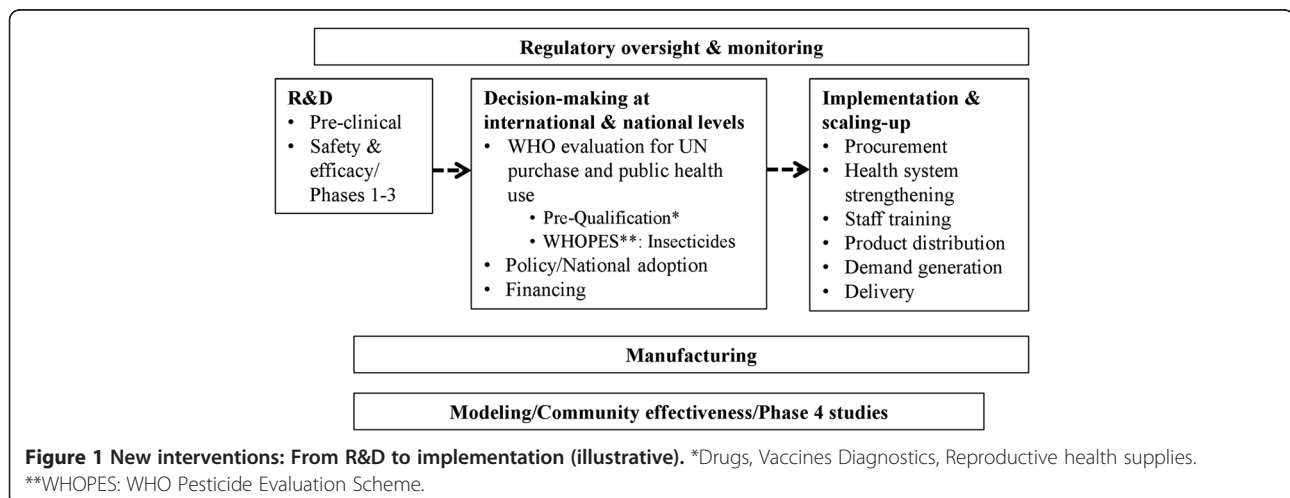 Regulatory oversight & monitoring
R&D
• Pre-clinical
• Safety &
efficacy/
Phases 1-3
Decision-making at
international & national levels
• WHO evaluation for UN
purchase and public health
use
• Pre-Qualification*
• WHOPES**: Insecticides
• Policy/National adoption
• Financing
Implementation &
scaling-up
• Procurement
• Health system
strengthening
• Staff training
• Product distribution
• Demand generation
• Delivery
Manufacturing
Modeling/Community effectiveness/Phase 4 studies
Figure 1 New interventions: From R&D to implementation (illustrative). *Drugs, Vaccines Diagnostics, Reproductive health supplies.
**WHOPES: WHO Pesticide Evaluation Scheme.